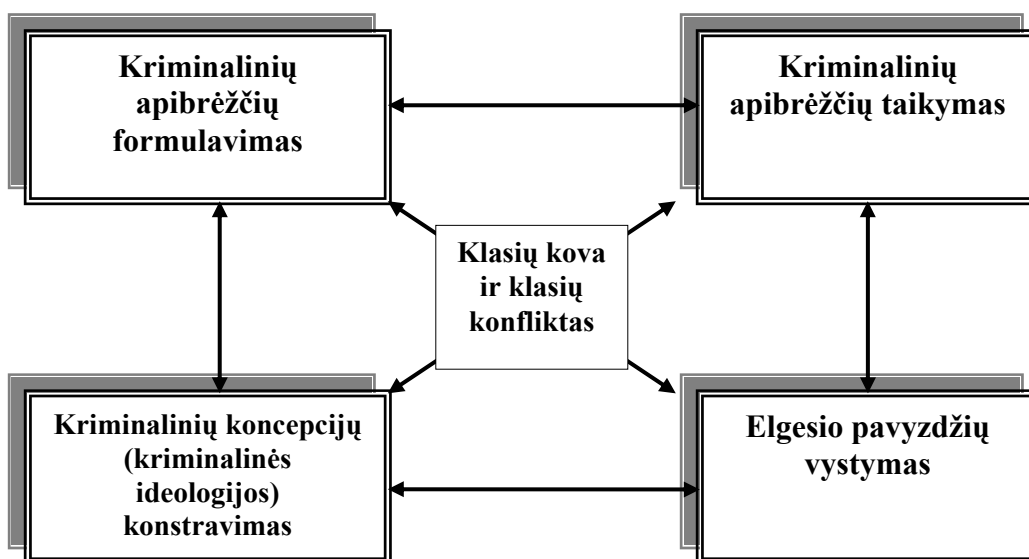 Kriminalinių
apibrėžčių
formulavimas
Kriminalinių
apibrėžčių taikymas
Klasių kova
ir klasių
konfliktas
Kriminalinių koncepcijų
(kriminalinės
ideologijos)
konstravimas
Elgesio pavyzdžių
vystymas